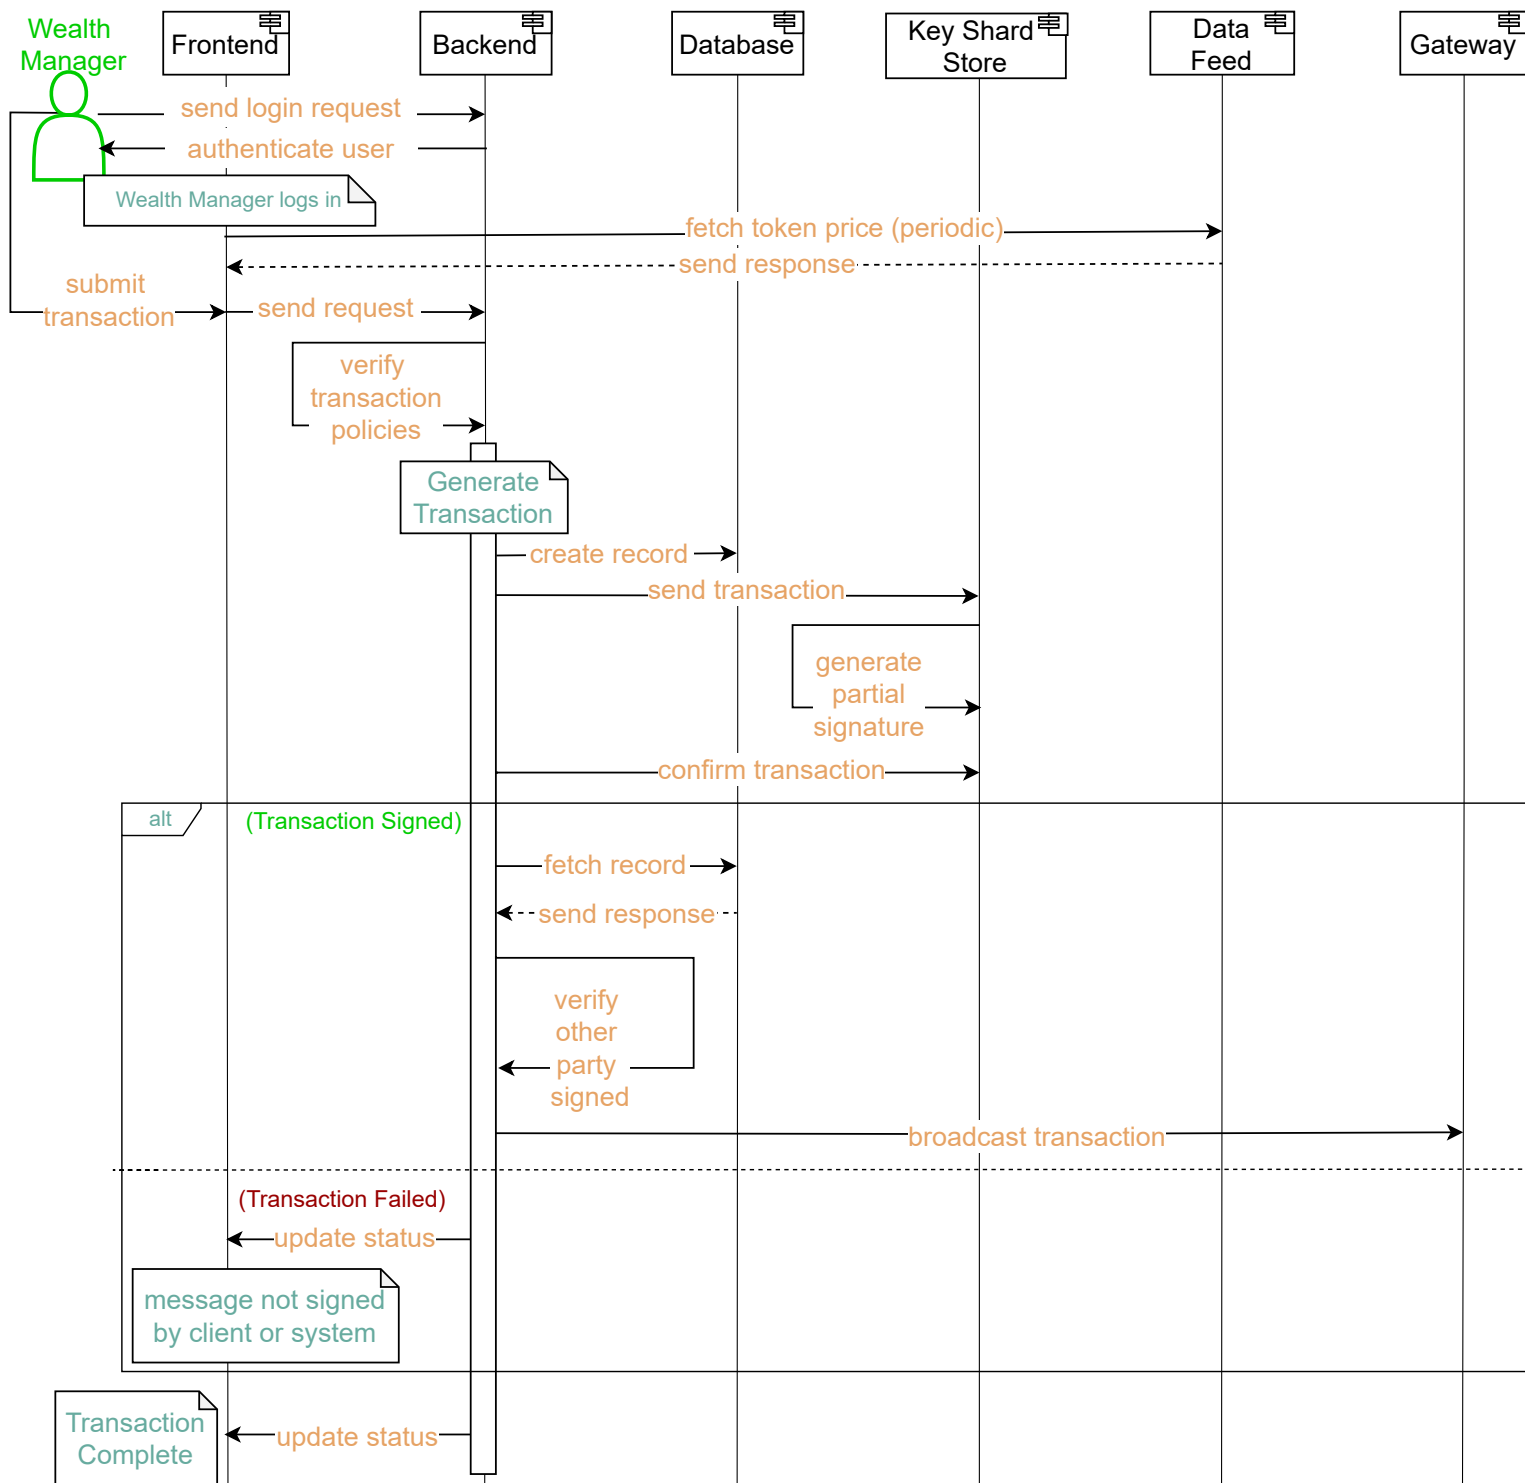 Wealth
Manager
Frontend
Backend
Database
Key Shard
Store
Data
Feed
Gateway
send login request
authenticate user
Wealth Manager logs in
fetch token price (periodic)
send response
submit
transaction
send request
verify
transaction
policies
Generate
Transaction
create record
send transaction
generate
partial
signature
confirm transaction
alt
(Transaction Signed)
fetch record
send response
verify
other
party
signed
broadcast transaction
(Transaction Failed)
update status
message not signed
by client or system
Transaction
Complete
update status